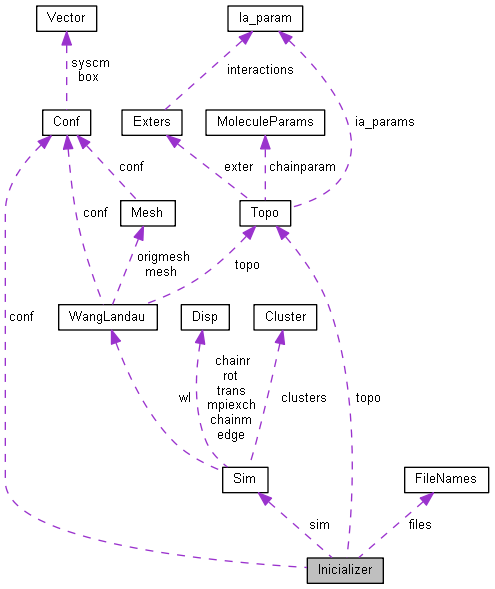 Vector
Ia_param
syscm
box
interactions
Conf
Exters
MoleculeParams
ia_params
conf
exter
chainparam
conf
Mesh
Topo
origmesh
mesh
topo
conf
WangLandau
Disp
Cluster
chainr
rot
trans
mpiexch
chainm
edge
wl
clusters
topo
Sim
FileNames
sim
files
Inicializer